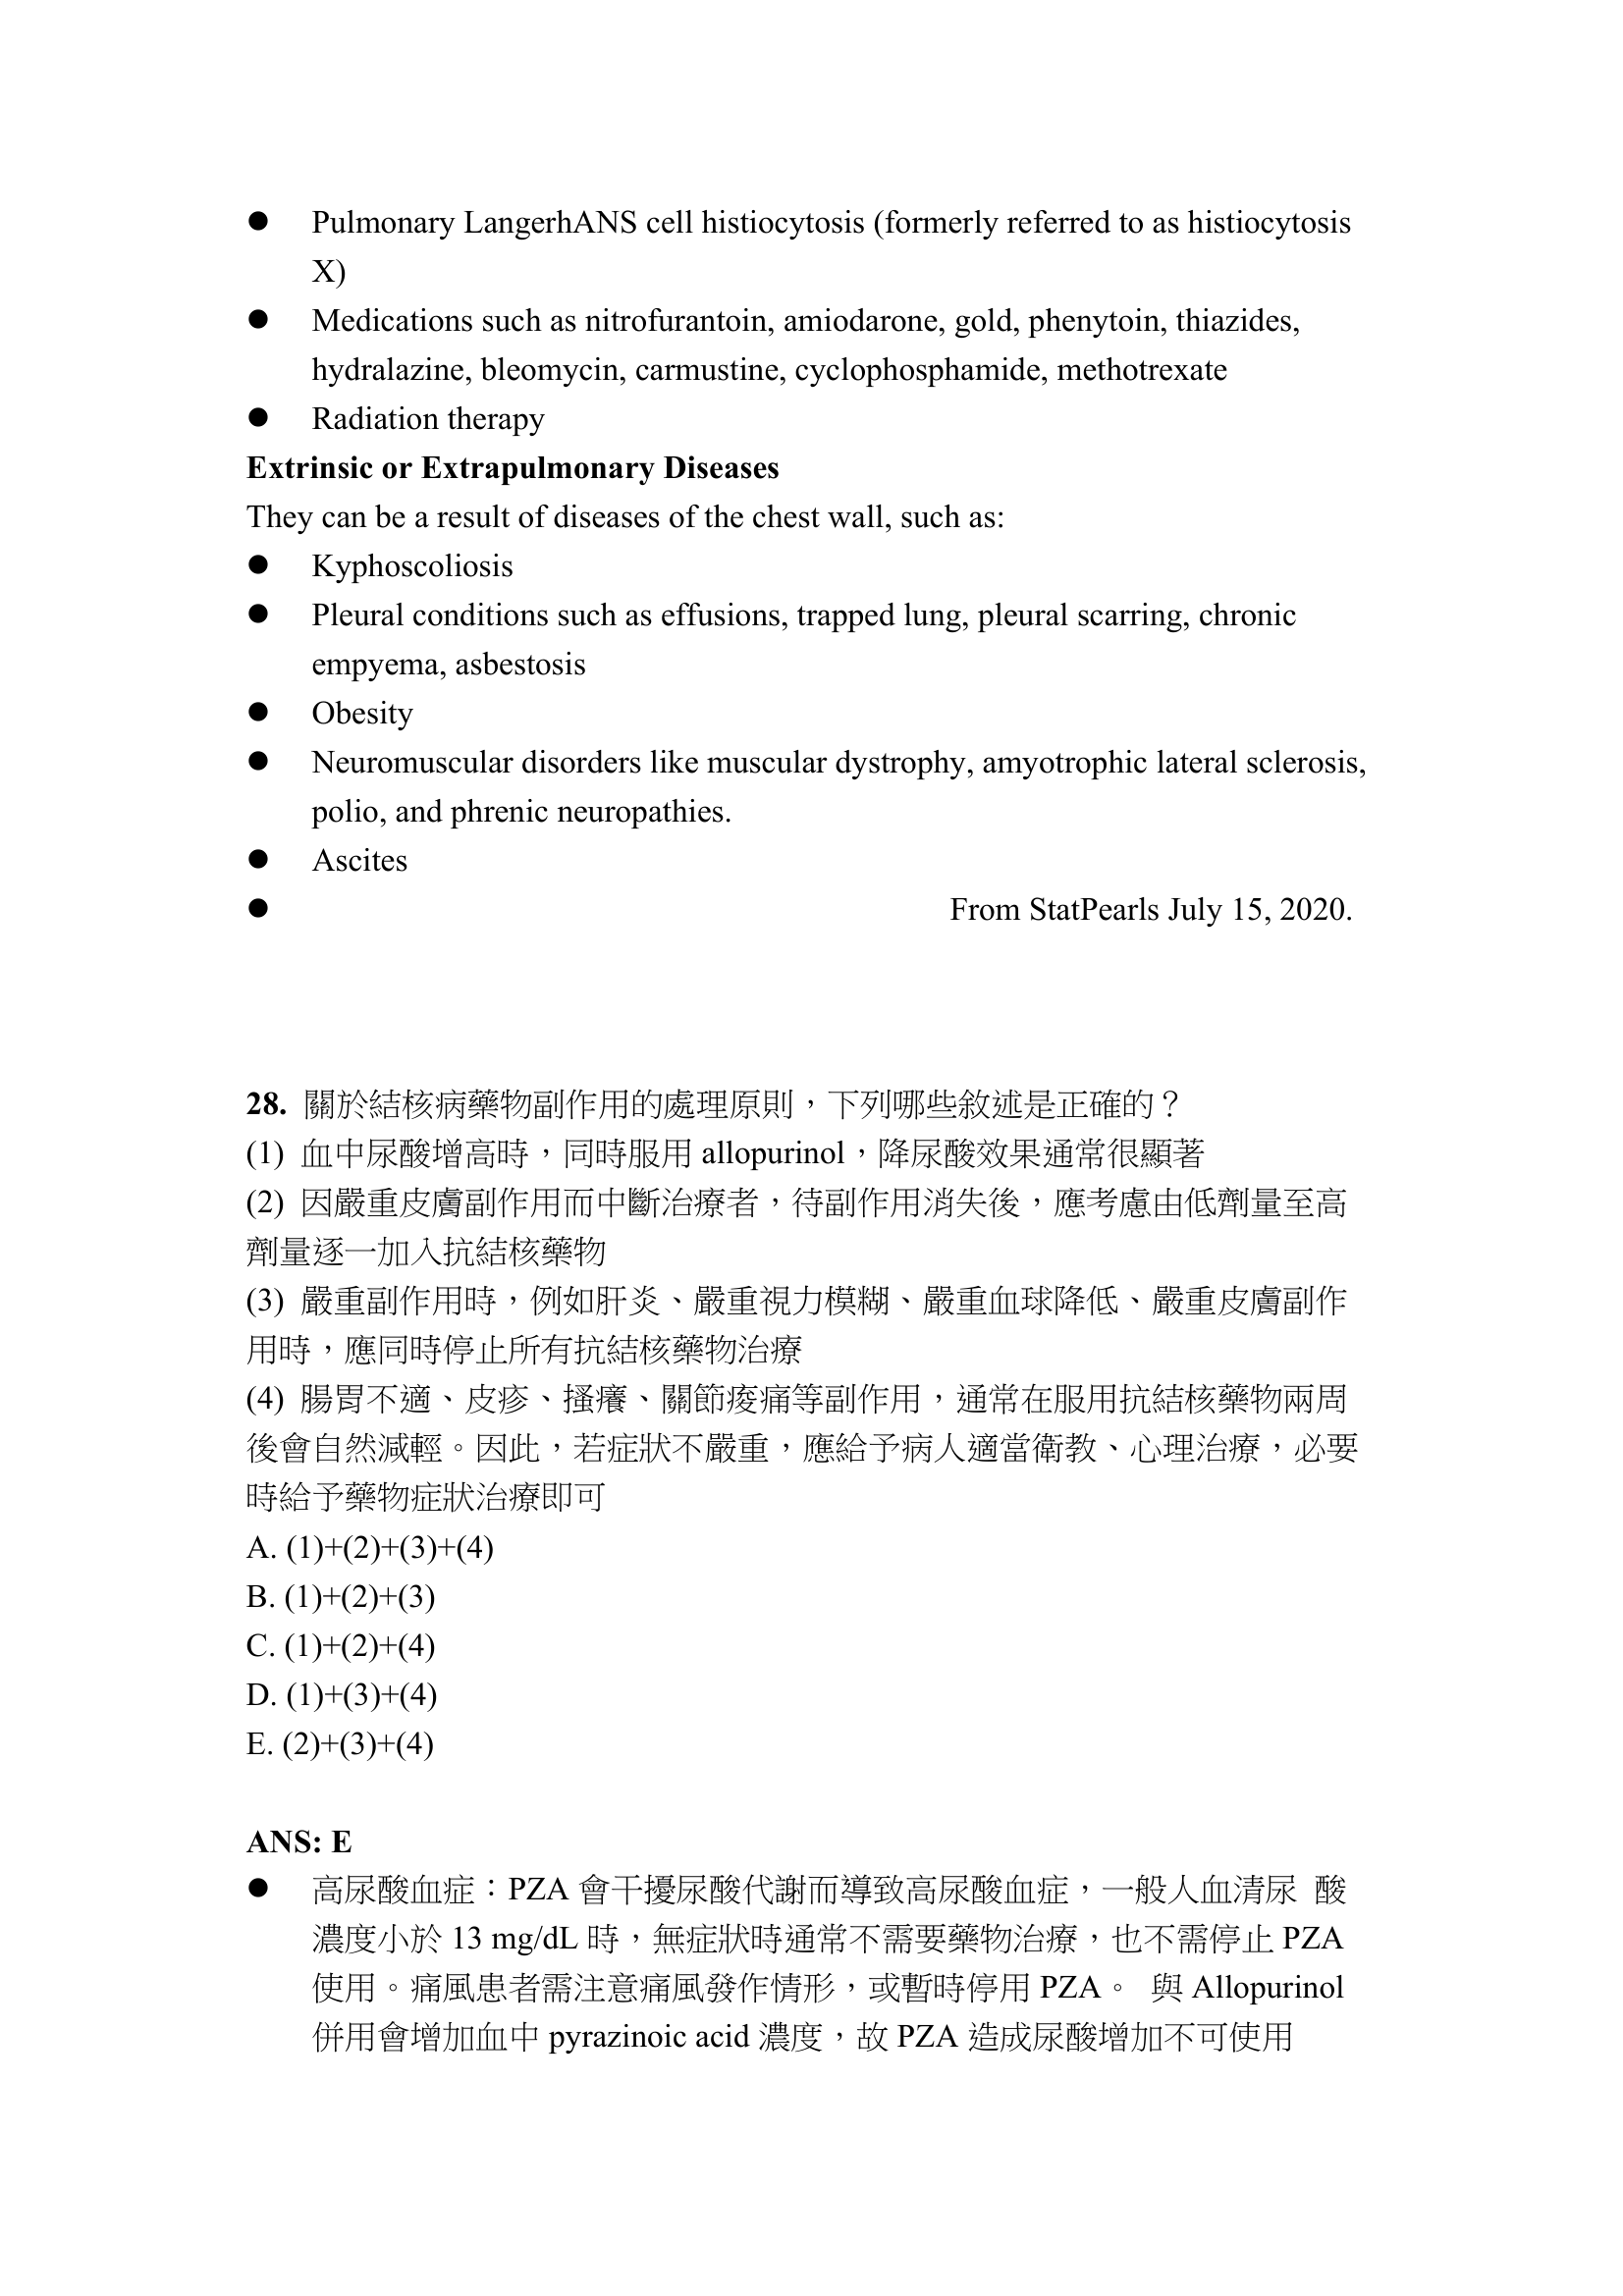 ● Pulmonary LangerhANS cell histiocytosis (formerly referred to as histiocytosis
X)
● Medications such as nitrofurantoin, amiodarone, gold, phenytoin, thiazides,
hydralazine, bleomycin, carmustine, cyclophosphamide, methotrexate
● Radiation therapy
Extrinsic or Extrapulmonary Diseases
They can be a result of diseases of the chest wall, such as:
● Kyphoscoliosis
● Pleural conditions such as effusions, trapped lung, pleural scarring, chronic
empyema, asbestosis
● Obesity
● Neuromuscular disorders like muscular dystrophy, amyotrophic lateral sclerosis,
polio, and phrenic neuropathies.
● Ascites
● From StatPearls July 15, 2020.
28. 關於結核病藥物副作用的處理原則，下列哪些敘述是正確的？
(1) 血中尿酸增高時，同時服用 allopurinol，降尿酸效果通常很顯著
(2) 因嚴重皮膚副作用而中斷治療者，待副作用消失後，應考慮由低劑量至高
劑量逐一加入抗結核藥物
(3) 嚴重副作用時，例如肝炎、嚴重視力模糊、嚴重血球降低、嚴重皮膚副作
用時，應同時停止所有抗結核藥物治療
(4) 腸胃不適、皮疹、搔癢、關節痠痛等副作用，通常在服用抗結核藥物兩周
後會自然減輕。因此，若症狀不嚴重，應給予病人適當衛教、心理治療，必要
時給予藥物症狀治療即可
A. (1)+(2)+(3)+(4)
B. (1)+(2)+(3)
C. (1)+(2)+(4)
D. (1)+(3)+(4)
E. (2)+(3)+(4)
ANS: E
● 高尿酸血症：PZA 會干擾尿酸代謝而導致高尿酸血症，一般人血清尿 酸
濃度小於 13 mg/dL 時，無症狀時通常不需要藥物治療，也不需停止 PZA
使用。痛風患者需注意痛風發作情形，或暫時停用 PZA。 與 Allopurinol
併用會增加血中 pyrazinoic acid 濃度，故 PZA 造成尿酸增加不可使用